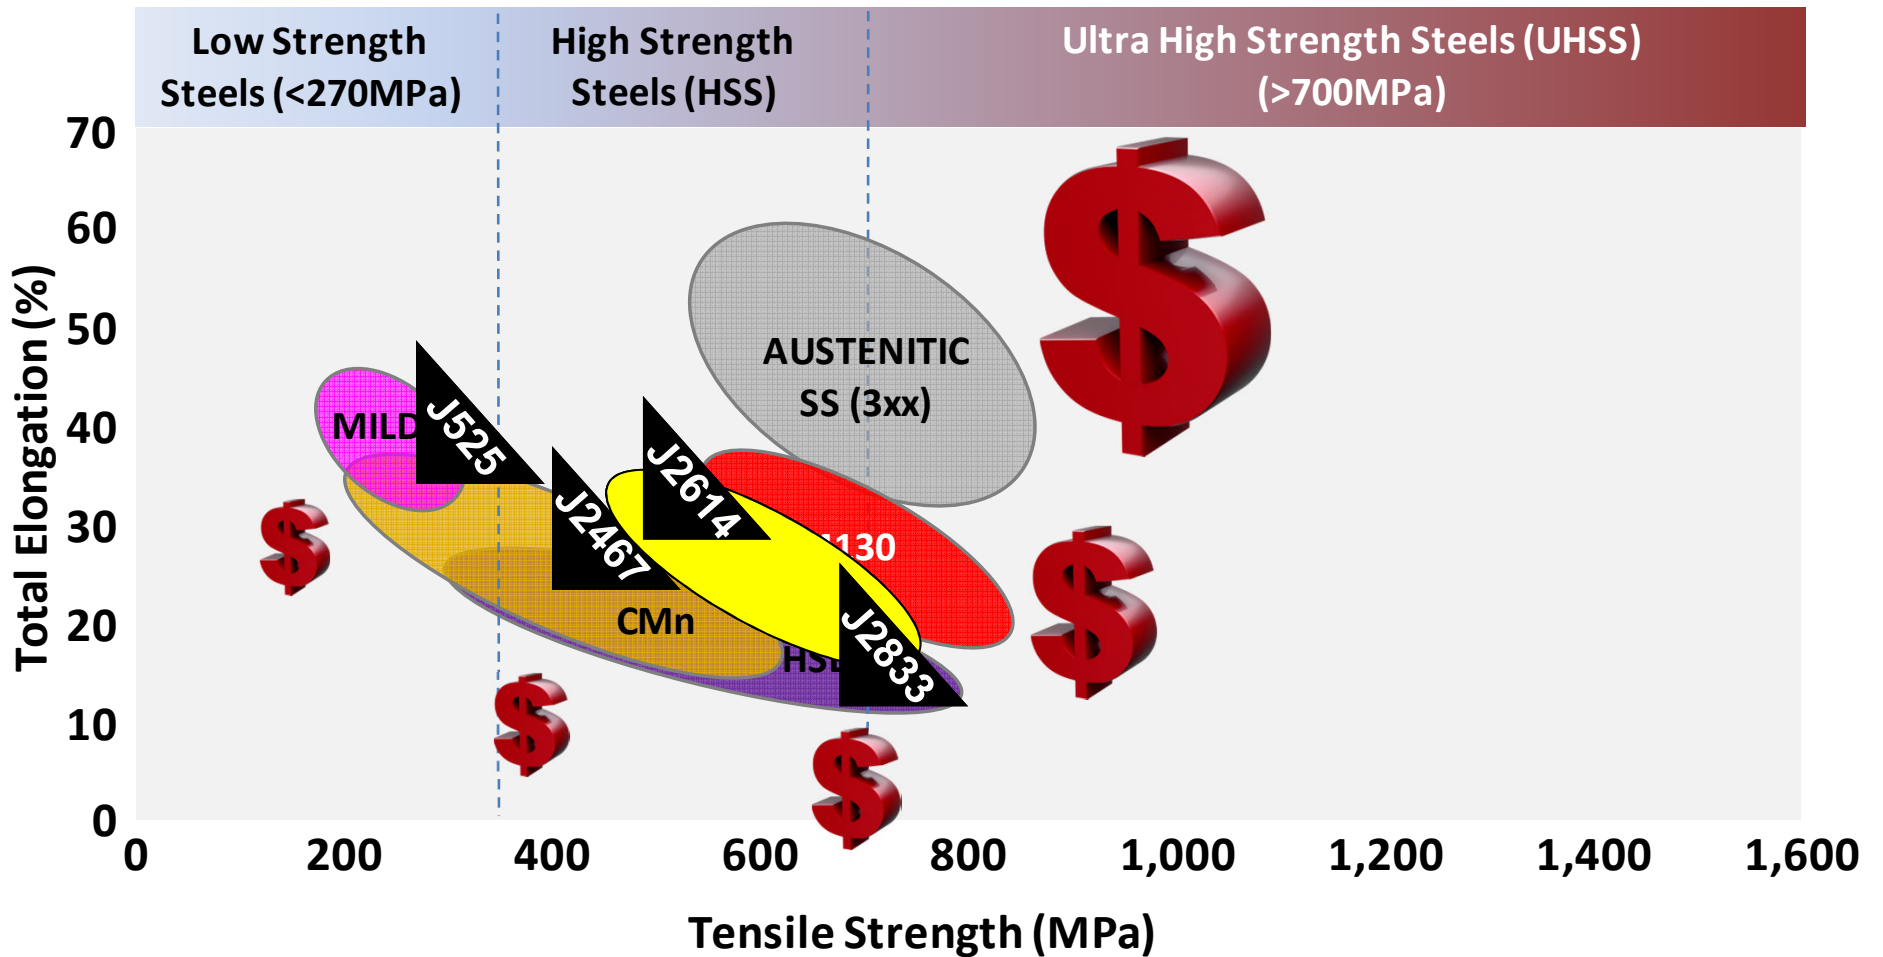 Low Strength
Steels (<270MPa)
High Strength
Steels (HSS)
Ultra High Strength Steels (UHSS)
(>700MPa)
Total Elongation (%)
70
60
50
40
30
20
10
0
AUSTENITIC
SS (3xx)
MILD
J525
J2614
J2467
130
CMn
J2833
$
$
$
$
$
0
200
400
600
800
1,000
1,200
1,400
1,600
Tensile Strength (MPa)